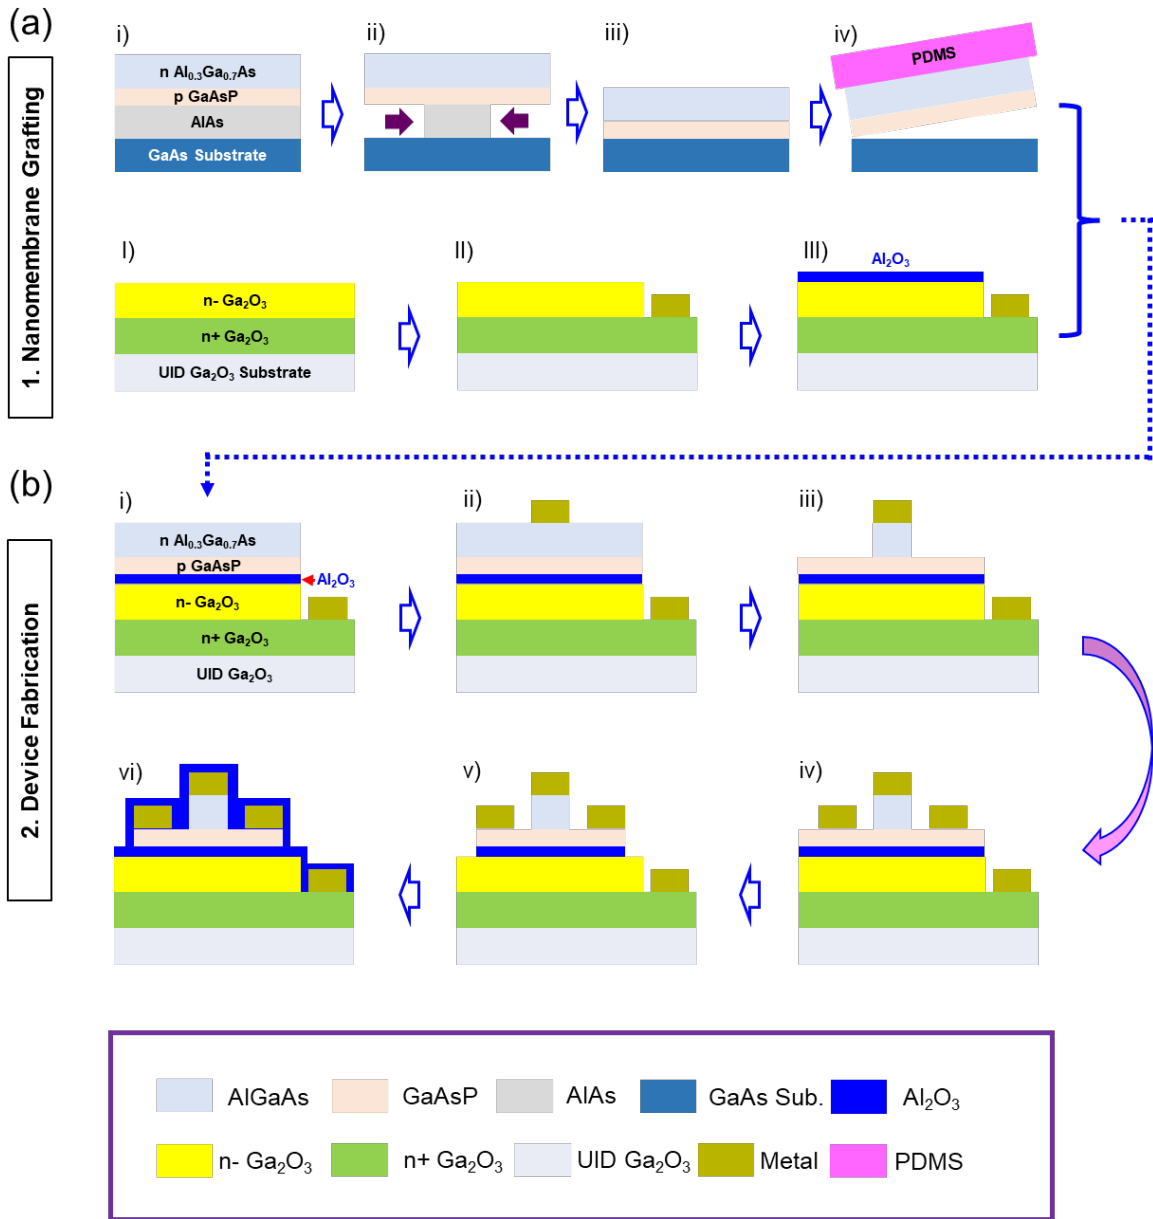 (a)
1. Nanomembrane Grafting
i)
ii)
iii)
iv)
n Al₀.₃Ga₀.₇As
p GaAsP
AlAs
GaAs Substrate
PDMS
I)
II)
III)
Al₂O₃
n- Ga₂O₃
n+ Ga₂O₃
UID Ga₂O₃ Substrate
(b)
2. Device Fabrication
i)
ii)
iii)
n Al₀.₃Ga₀.₇As
p GaAsP
Al₂O₃
n- Ga₂O₃
n+ Ga₂O₃
UID Ga₂O₃
vi)
v)
iv)
AlGaAs
GaAsP
AlAs
GaAs Sub.
Al₂O₃
n- Ga₂O₃
n+ Ga₂O₃
UID Ga₂O₃
Metal
PDMS